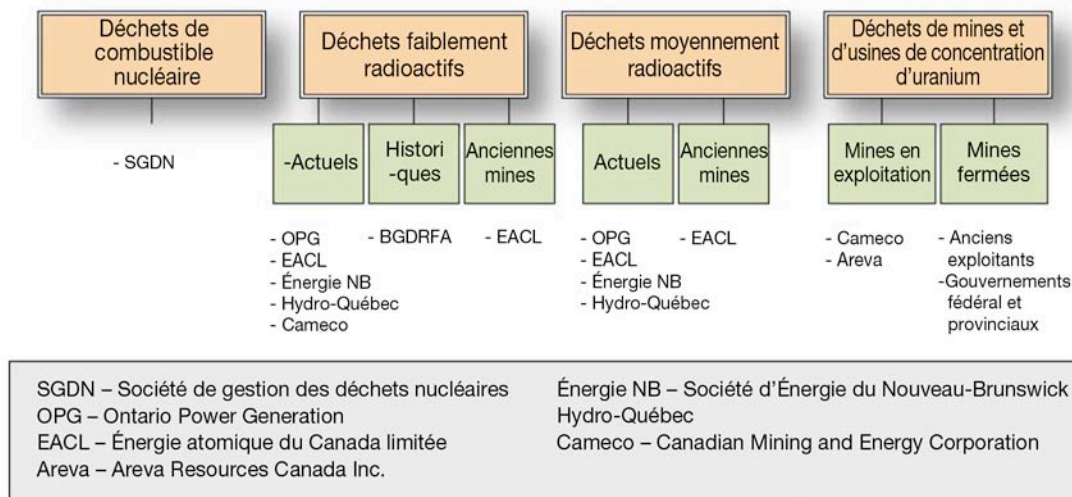 Déchets de
combustible
nucléaire
Déchets faiblement
radioactifs
Déchets moyennement
radioactifs
Déchets de mines et
d'usines de concentration
d'uranium
- SGDN
-Actuels
Histori
-ques
Anciennes
mines
Actuels
Anciennes
mines
Mines en
exploitation
Mines
fermées
- OPG
- EACL
- Énergie NB
- Hydro-Québec
- Cameco
- BGDRFA
- EACL
- OPG
- EACL
- Énergie NB
- Hydro-Québec
- EACL
- Cameco
- Areva
- Anciens
exploitants
-Gouvernements
fédéral et
provinciaux
SGDN – Société de gestion des déchets nucléaires
OPG – Ontario Power Generation
EACL – Énergie atomique du Canada limitée
Areva – Areva Resources Canada Inc.
Énergie NB – Société d'Énergie du Nouveau-Brunswick
Hydro-Québec
Cameco – Canadian Mining and Energy Corporation